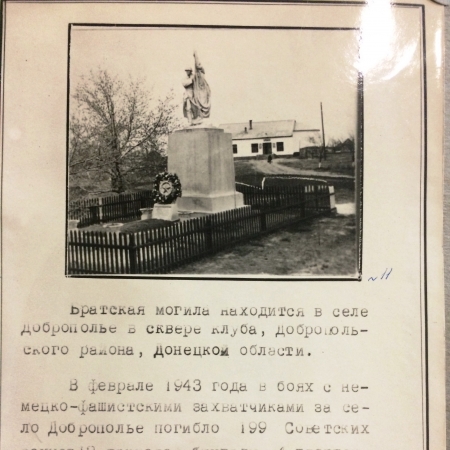 ~ 11
Братская могила находится в селе
Доброполье в сквере клуба, Доброполь-
ского района, Донецкой области.
В феврале 1943 года в боях с не-
мецко-фашистскими захватчиками за се-
ло Доброполье погибло 199 Советских